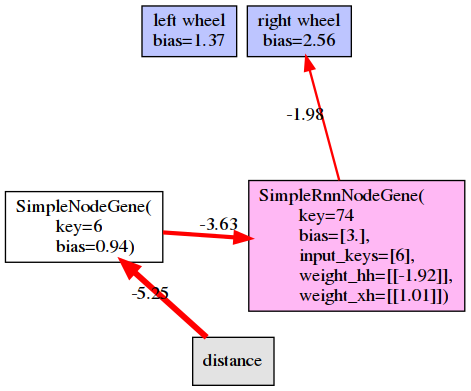 left wheel
bias=1.37
right wheel
bias=2.56
-1.98
SimpleNodeGene(
key=6
bias=0.94)
-3.63
SimpleRnnNodeGene(
key=74
bias=[3.],
input_keys=[6],
weight_hh=[[-1.92]],
weight_xh=[[1.01]])
-5.25
distance